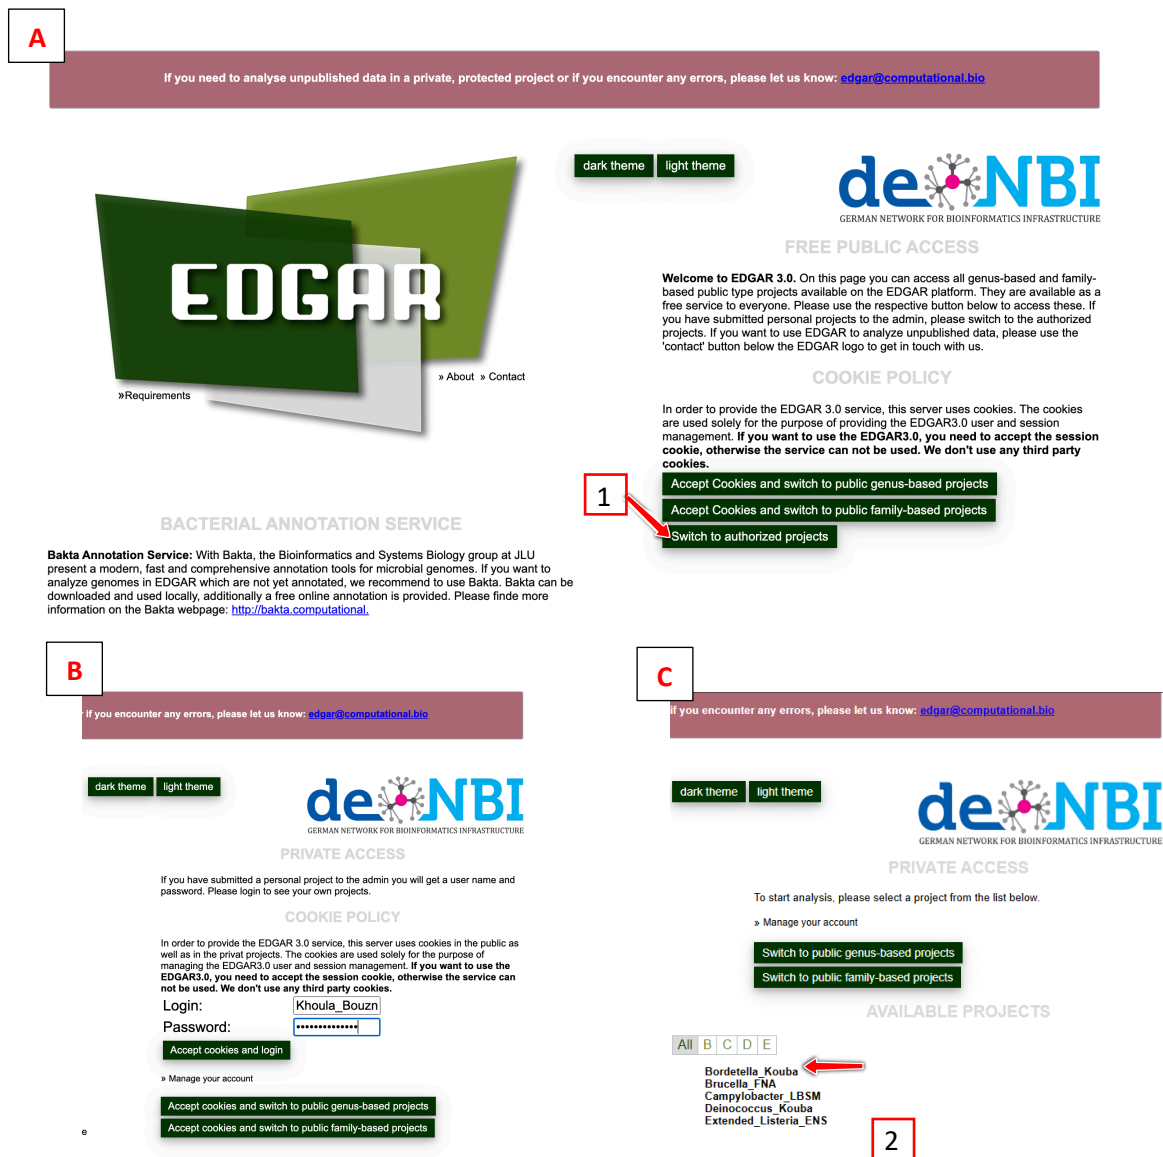 A
If you need to analyse unpublished data in a private, protected project or if you encounter any errors, please let us know: edgar@computational.bio
dark theme light theme
de NBI
GERMAN NETWORK FOR BIOINFORMATICS INFRASTRUCTURE
EDGAR
» About » Contact
»Requirements
FREE PUBLIC ACCESS
Welcome to EDGAR 3.0. On this page you can access all genus-based and family-
based public type projects available on the EDGAR platform. They are available as a
free service to everyone. Please use the respective button below to access these. If
you have submitted personal projects to the admin, please switch to the authorized
projects. If you want to use EDGAR to analyze unpublished data, please use the
'contact' button below the EDGAR logo to get in touch with us.
COOKIE POLICY
In order to provide the EDGAR 3.0 service, this server uses cookies. The cookies
are used solely for the purpose of providing the EDGAR3.0 user and session
management. If you want to use the EDGAR3.0, you need to accept the session
cookie, otherwise the service can not be used. We don't use any third party
cookies.
Accept Cookies and switch to public genus-based projects
Accept Cookies and switch to public family-based projects
1
Switch to authorized projects
BACTERIAL ANNOTATION SERVICE
Bakta Annotation Service: With Bakta, the Bioinformatics and Systems Biology group at JLU
present a modern, fast and comprehensive annotation tools for microbial genomes. If you want to
analyze genomes in EDGAR which are not yet annotated, we recommend to use Bakta. Bakta can be
downloaded and used locally, additionally a free online annotation is provided. Please finde more
information on the Bakta webpage: http://bakta.computational.
B
if you encounter any errors, please let us know: edgar@computational.bio
dark theme light theme
de NBI
GERMAN NETWORK FOR BIOINFORMATICS INFRASTRUCTURE
PRIVATE ACCESS
If you have submitted a personal project to the admin you will get a user name and
password. Please login to see your own projects.
COOKIE POLICY
In order to provide the EDGAR 3.0 service, this server uses cookies in the public as
well as in the privat projects. The cookies are used solely for the purpose of
managing the EDGAR3.0 user and session management. If you want to use the
EDGAR3.0, you need to accept the session cookie, otherwise the service can
not be used. We don't use any third party cookies.
Login: Khoula_Bouzn
Password: ••••••••••••••
Accept cookies and login
» Manage your account
Accept cookies and switch to public genus-based projects
Accept cookies and switch to public family-based projects
e
C
if you encounter any errors, please let us know: edgar@computational.bio
dark theme light theme
de NBI
GERMAN NETWORK FOR BIOINFORMATICS INFRASTRUCTURE
PRIVATE ACCESS
To start analysis, please select a project from the list below.
» Manage your account
Switch to public genus-based projects
Switch to public family-based projects
AVAILABLE PROJECTS
All B C D E
Bordetella_Kouba
Brucella_FNA
Campylobacter_LBSM
Deinococcus_Kouba
Extended_Listeria_ENS
2